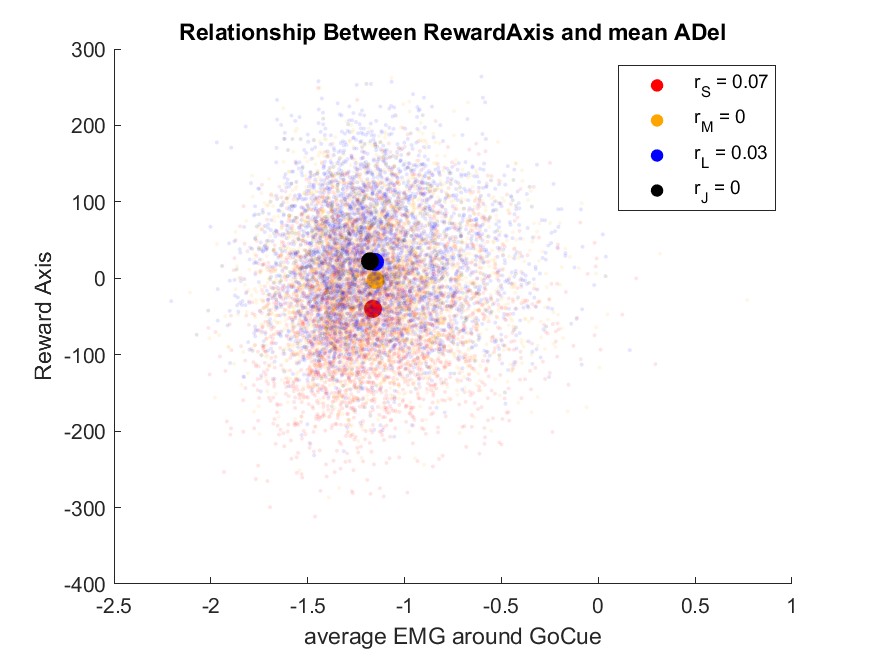 Relationship Between RewardAxis and mean ADel
300
200
100
0
-100
-200
-300
-400
Reward Axis
-2.5
-2
-1.5
-1
-0.5
0
0.5
1
average EMG around GoCue
r_S = 0.07
r_M = 0
r_L = 0.03
r_J = 0